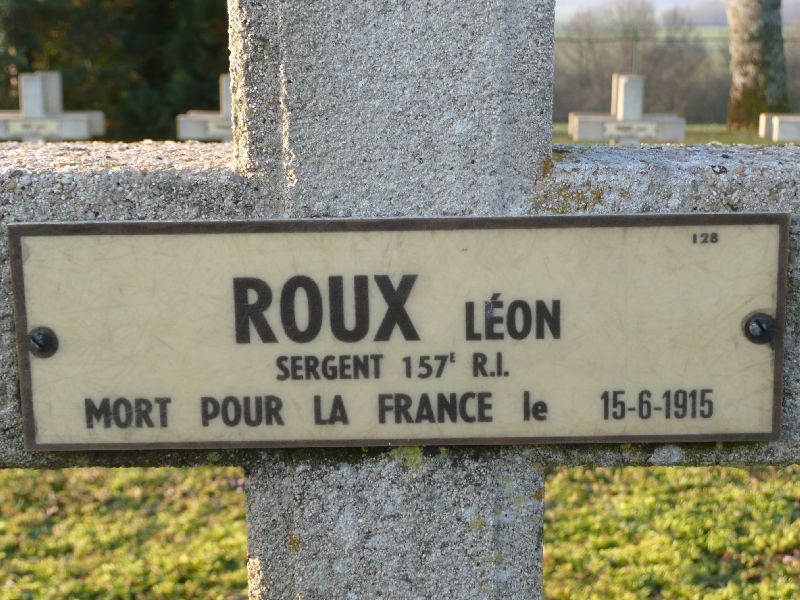 128
ROUX LÉON
SERGENT 157E R.I.
MORT POUR LA FRANCE le 15-6-1915